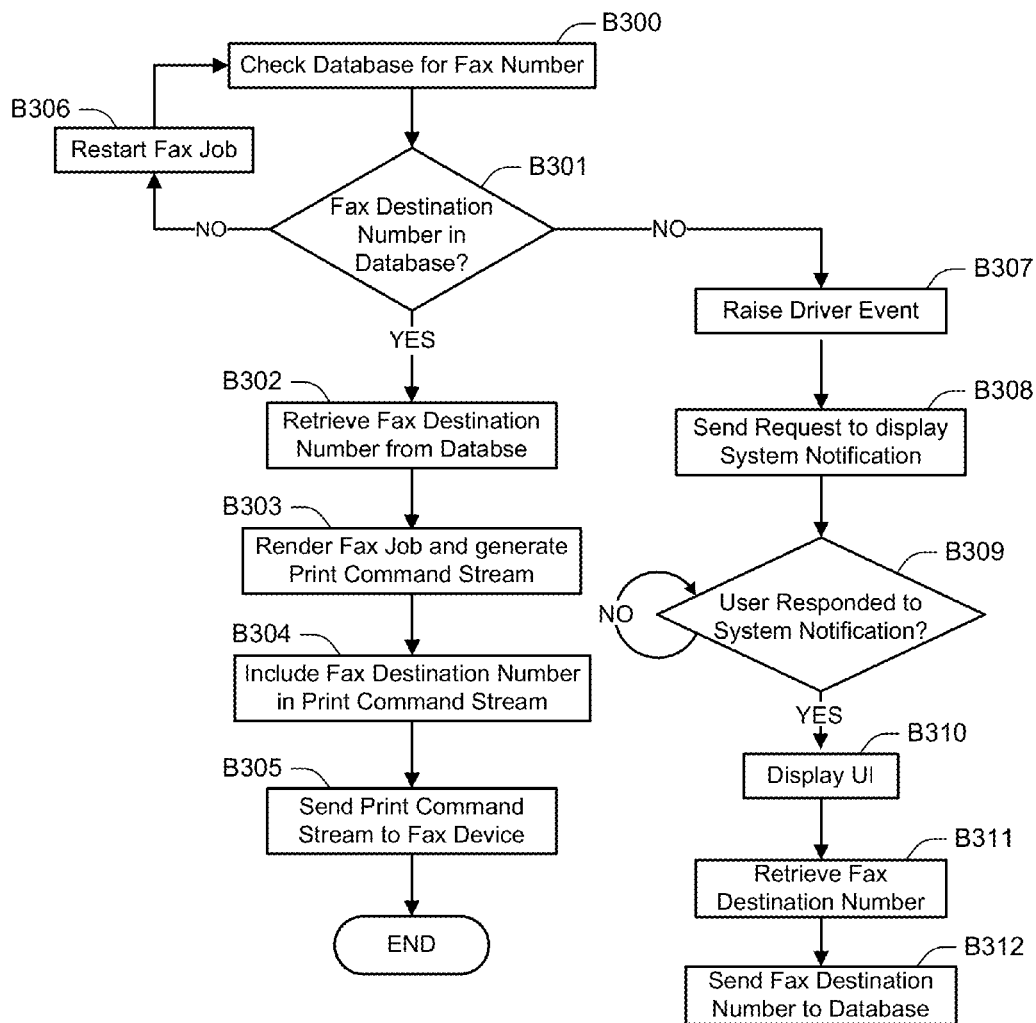 B300
Check Database for Fax Number
B306
Restart Fax Job
B301
Fax Destination
Number in
Database?
NO
NO
YES
B307
Raise Driver Event
B302
Retrieve Fax Destination
Number from Databse
B308
Send Request to display
System Notification
B303
Render Fax Job and generate
Print Command Stream
B309
User Responded to
System Notification?
NO
YES
B304
Include Fax Destination Number
in Print Command Stream
B310
Display UI
B305
Send Print Command
Stream to Fax Device
B311
Retrieve Fax
Destination Number
END
B312
Send Fax Destination
Number to Database